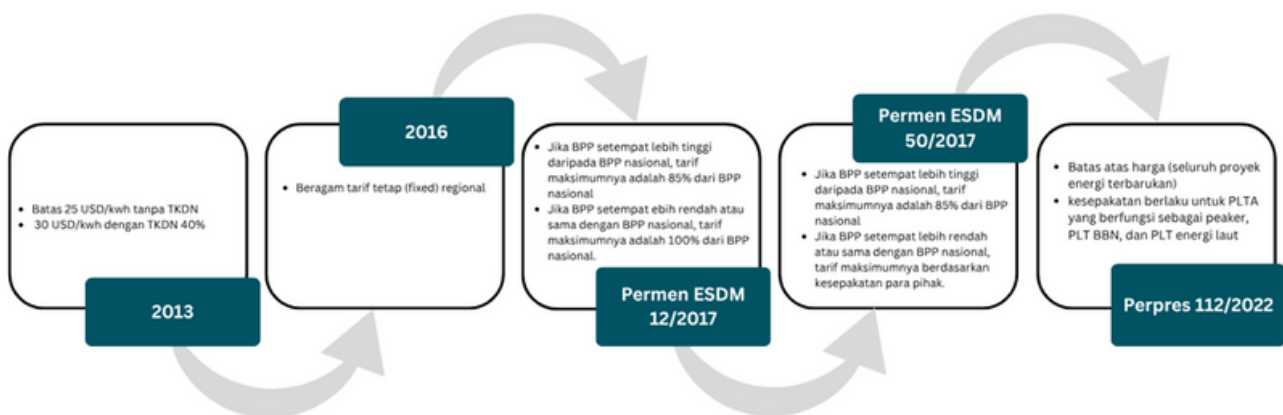 • Batas 25 USD/kwh tanpa TKDN
• 30 USD/kwh dengan TKDN 40%
2013
2016
• Beragam tarif tetap (fixed) regional
• Jika BPP setempat lebih tinggi
daripada BPP nasional, tarif
maksimumnya adalah 85% dari BPP
nasional
• Jika BPP setempat ebih rendah atau
sama dengan BPP nasional, tarif
maksimumnya adalah 100% dari BPP
nasional.
Permen ESDM
12/2017
Permen ESDM
50/2017
• Jika BPP setempat lebih tinggi
daripada BPP nasional, tarif
maksimumnya adalah 85% dari BPP
nasional
• Jika BPP setempat lebih rendah
atau sama dengan BPP nasional,
tarif maksimumnya berdasarkan
kesepakatan para pihak.
• Batas atas harga (seluruh proyek
energi terbarukan)
• kesepakatan berlaku untuk PLTA
yang berfungsi sebagai peaker,
PLT BBN, dan PLT energi laut
Perpres 112/2022